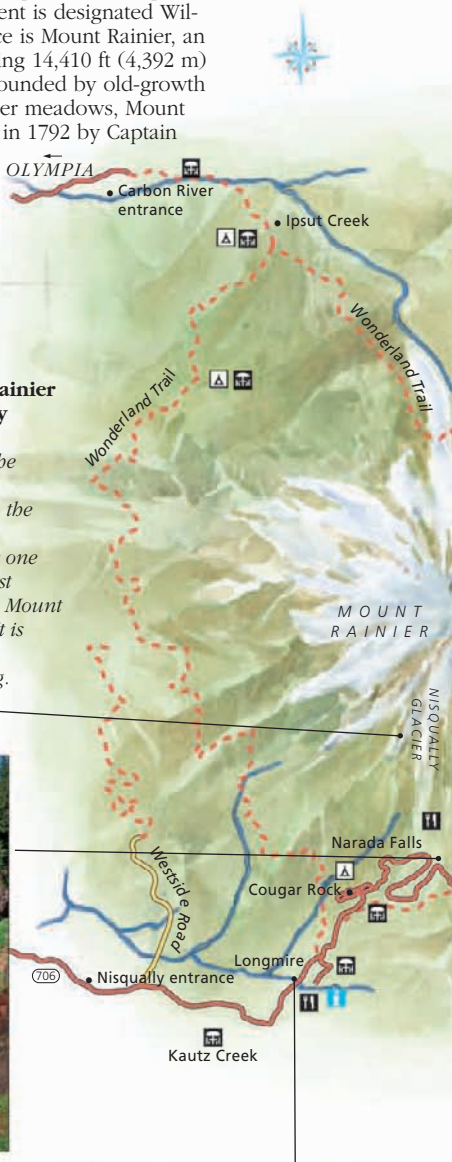 ent is designated Wil-
ce is Mount Rainier, an
ng 14,410 ft (4,392 m)
ounded by old-growth
er meadows, Mount
in 1792 by Captain
OLYMPIA
Carbon River
entrance
Ipsut Creek
Wonderland Trail
Wonderland Trail
ainier
y
be
the
one
st
Mount
t is
g.
MOUNT
RAINIER
NISQUALLY
GLACIER
Narada Falls
Cougar Rock
Westside Road
Longmire
706
Nisqually entrance
Kautz Creek